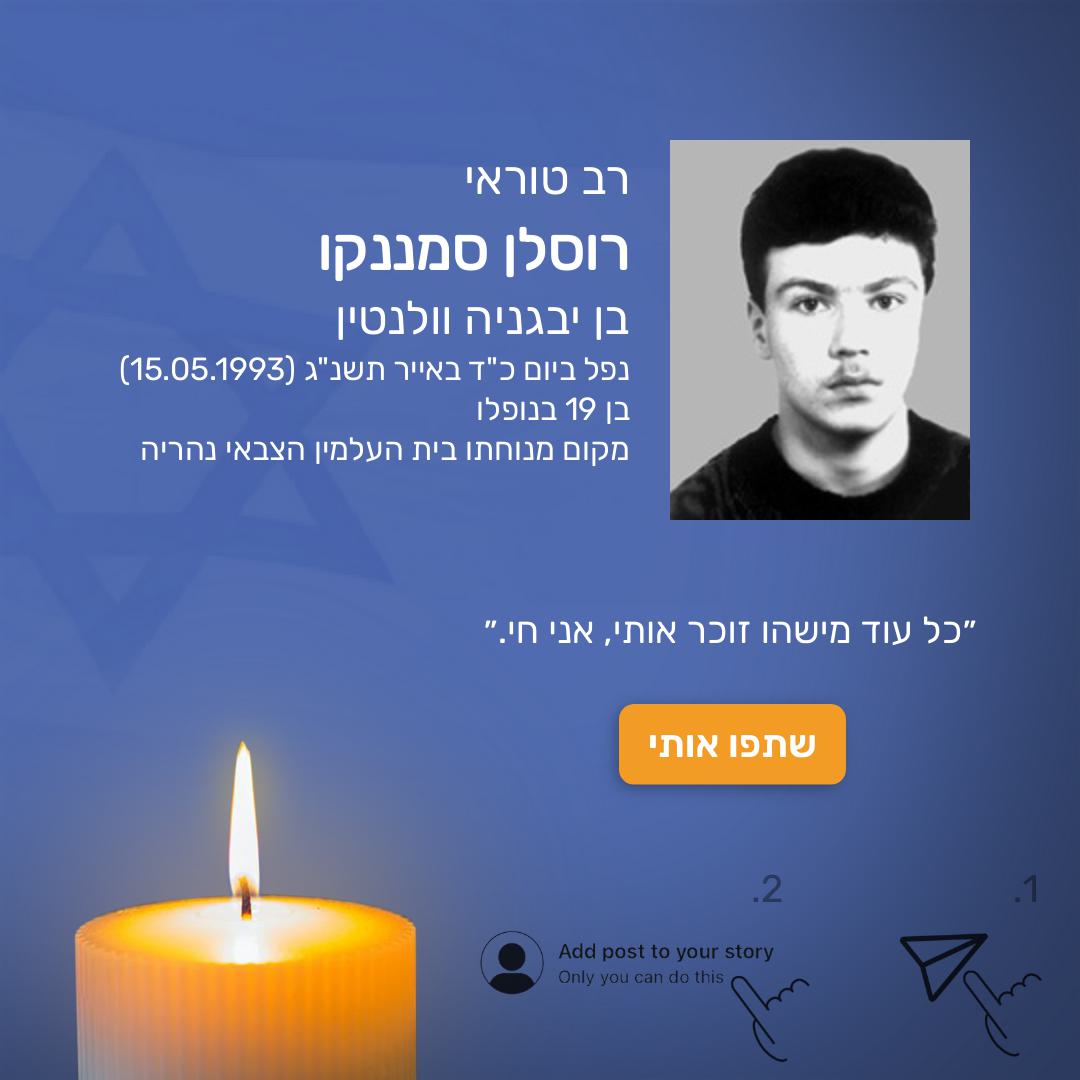 רב טוראי
רוסלן סמננקו
בן יבגניה וולנטין
נפל ביום כ"ד באייר תשנ"ג (15.05.1993)
בן 19 בנופלו
מקום מנוחתו בית העלמין הצבאי נהריה
״כל עוד מישהו זוכר אותי, אני חי.״
שתפו אותי
1.
2.
Add post to your story
Only you can do this